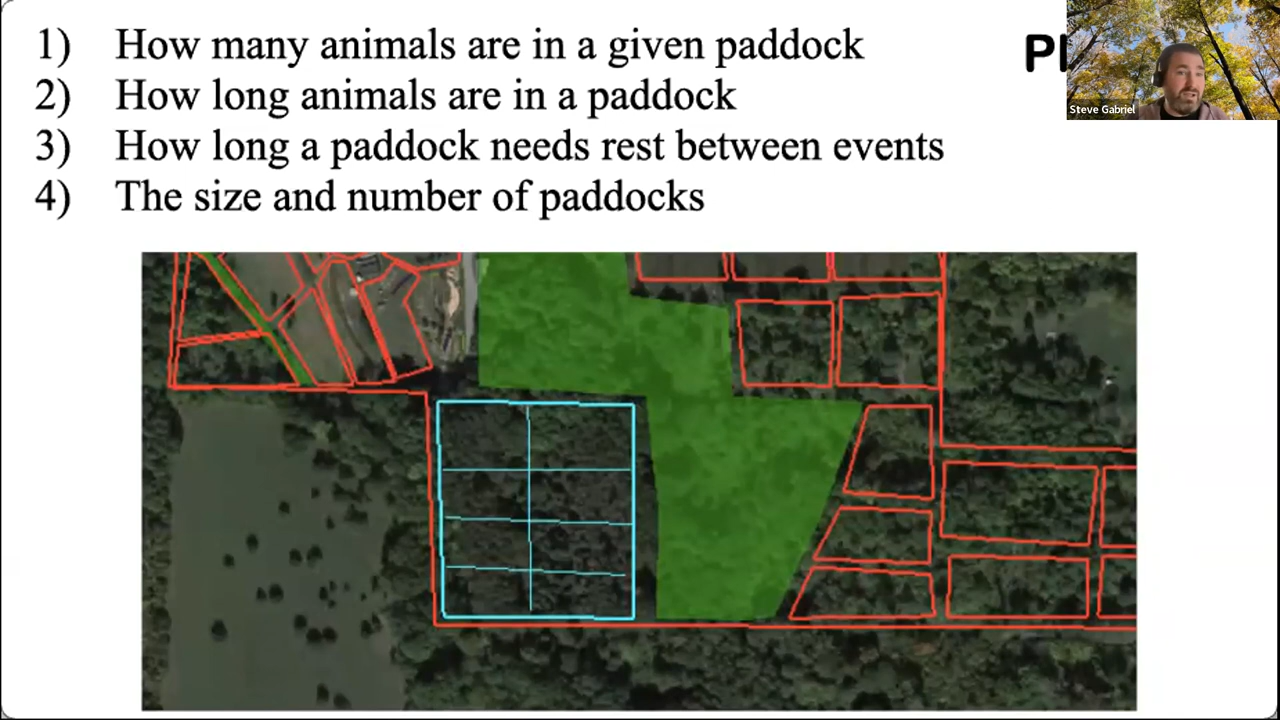 1) How many animals are in a given paddock
2) How long animals are in a paddock
3) How long a paddock needs rest between events
4) The size and number of paddocks
Steve Gabriel